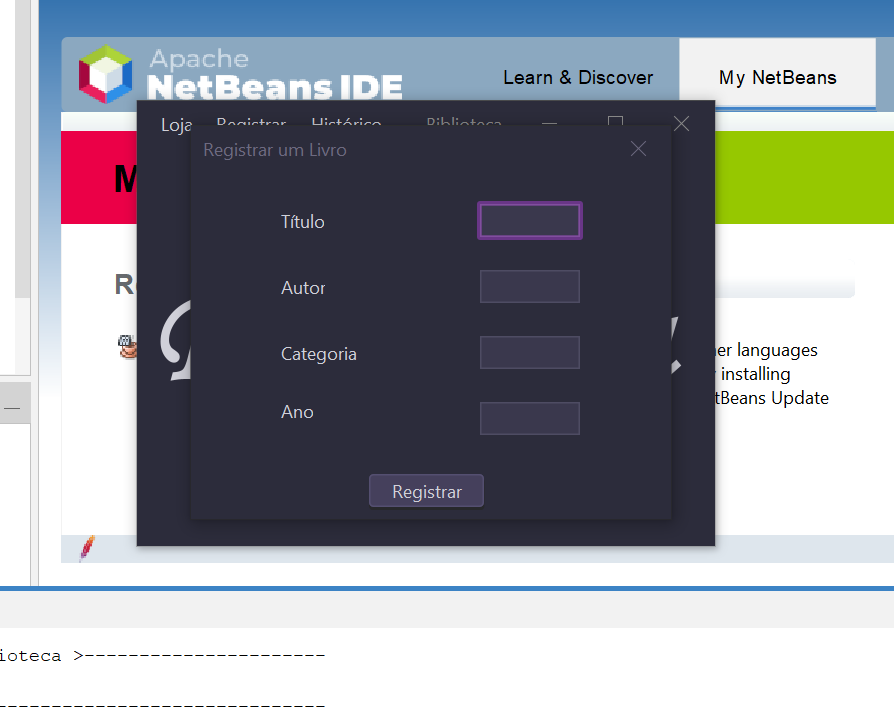 Apache
NetBeans IDE
Learn & Discover
My NetBeans
Loja
Registrar
Histórico
Biblioteca
Registrar um Livro
M
Título
R
Autor
Categoria
er languages
installing
tBeans Update
Ano
Registrar
ioteca >----------------------
------------------------------